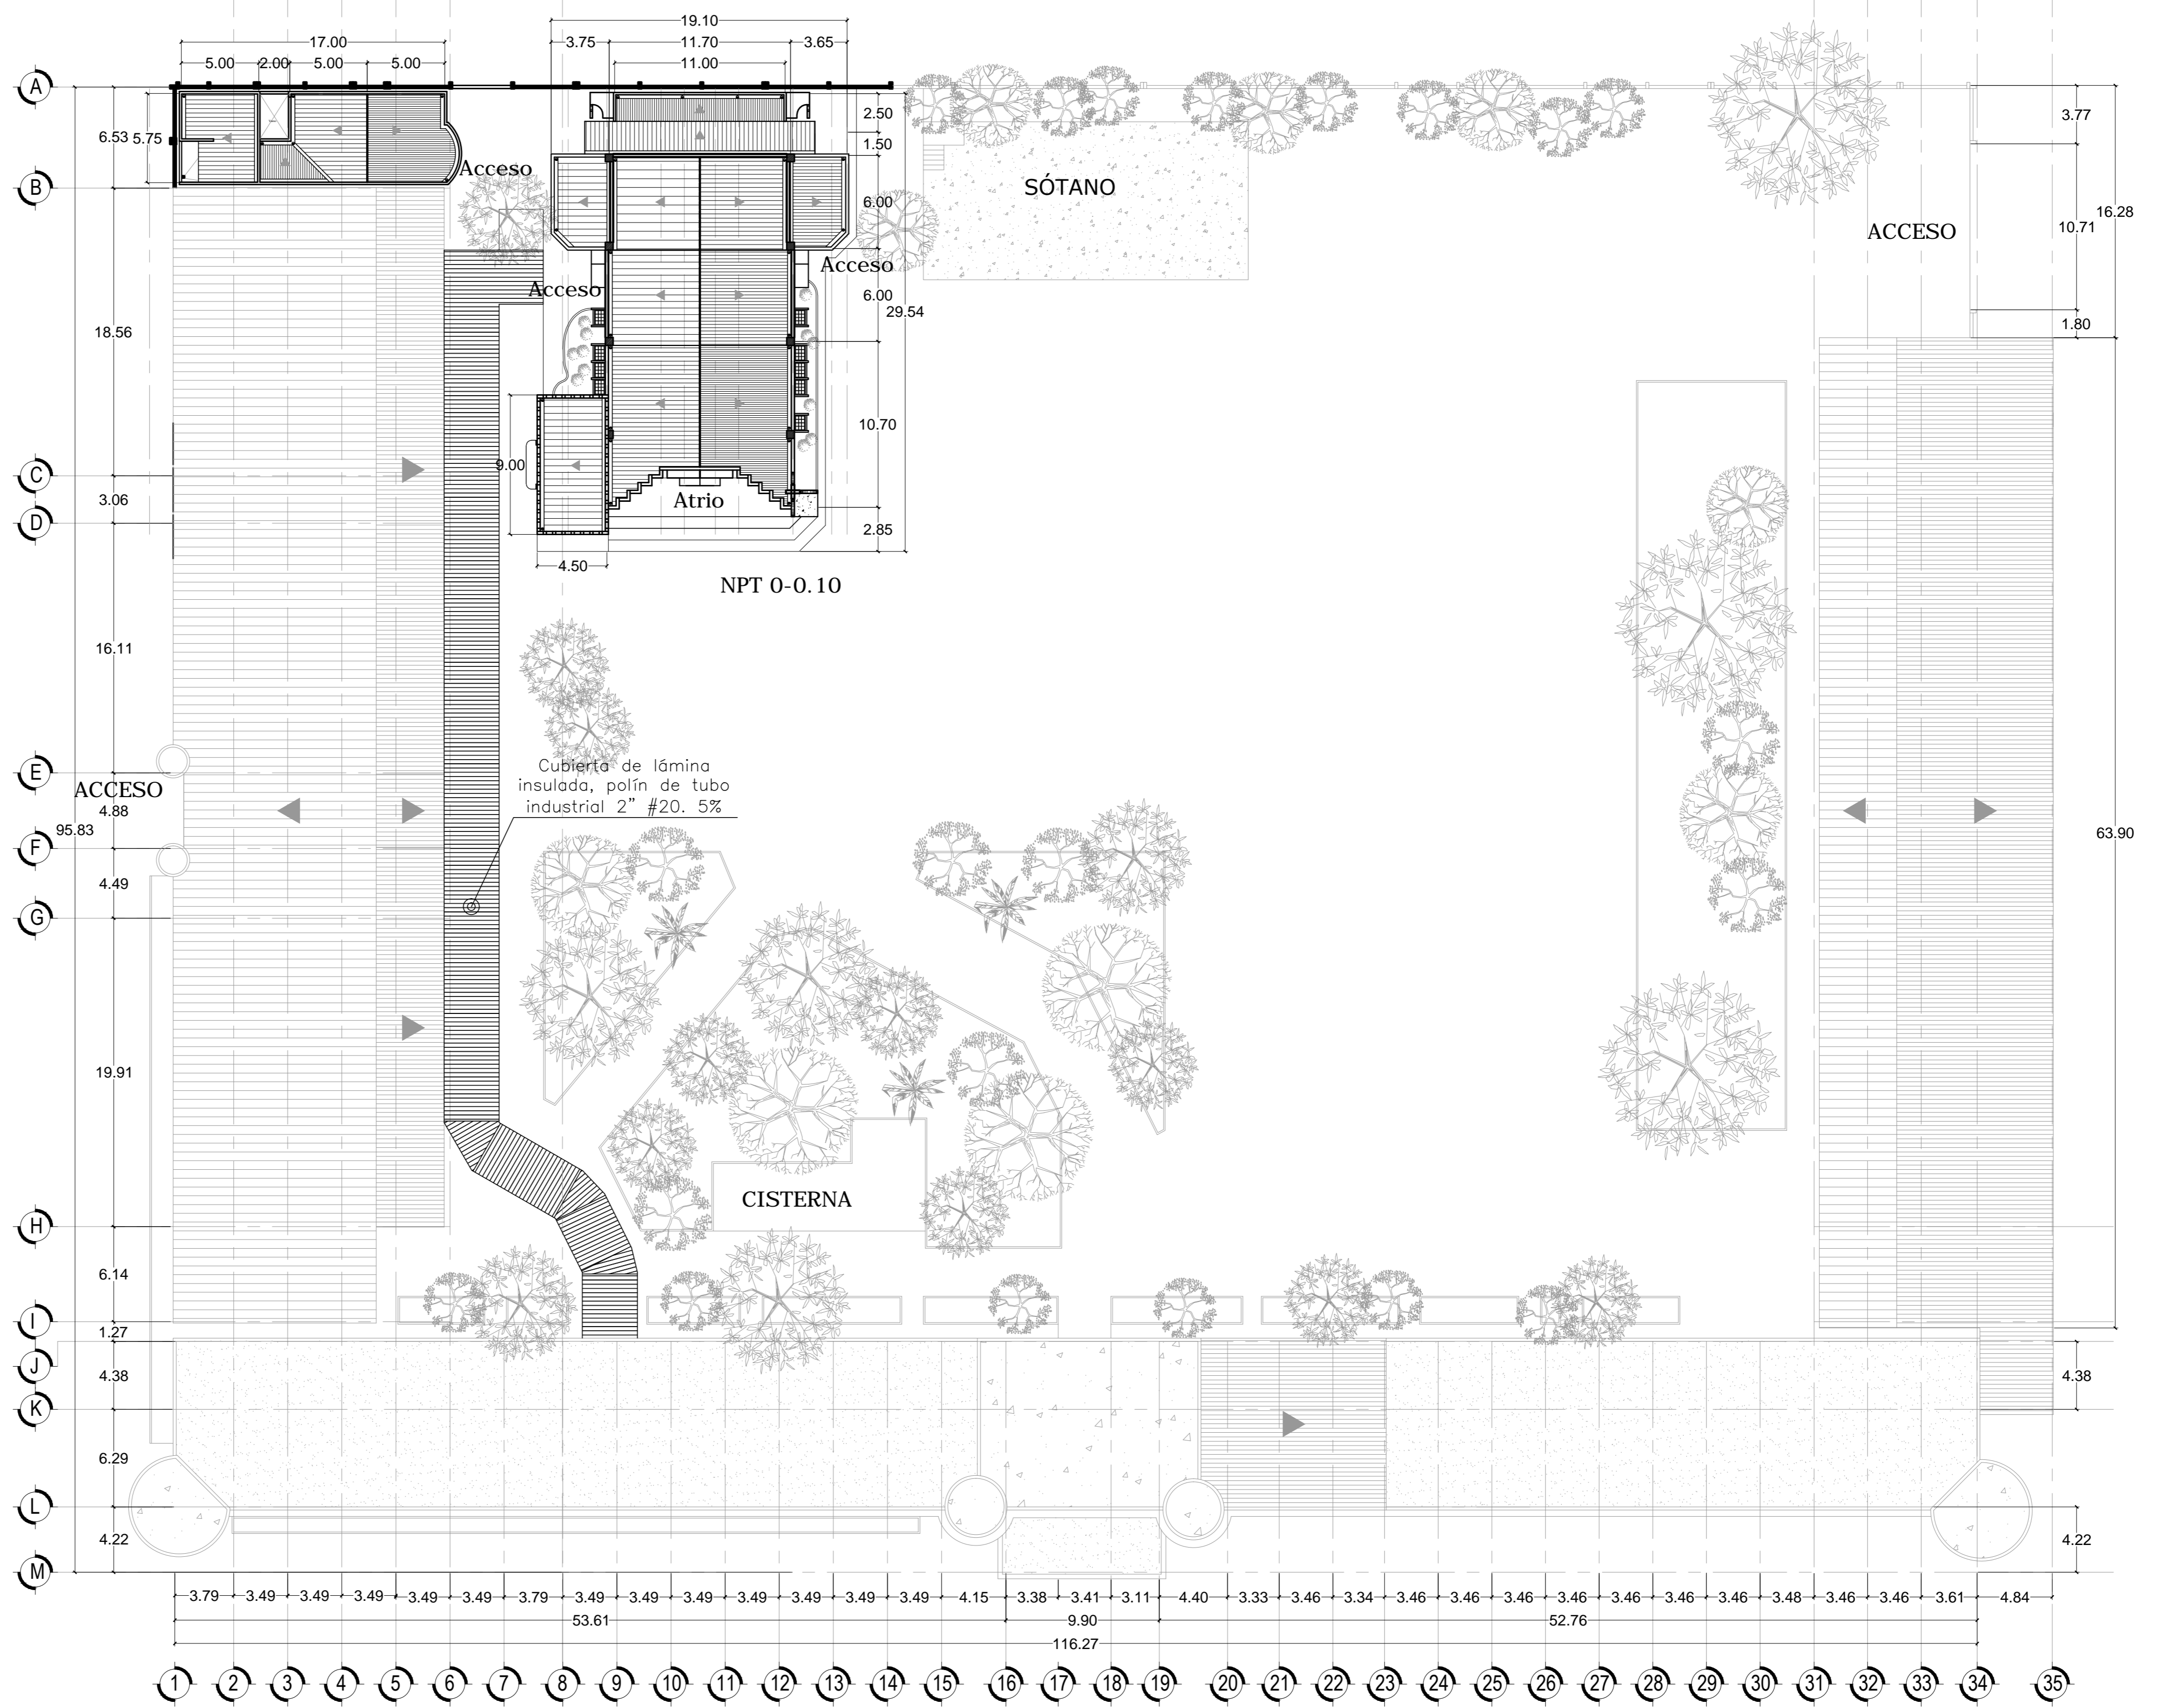 19.10
3.75 11.70 3.65
11.00
17.00
5.00 2.00 5.00 5.00
A
6.53 5.75
B
Acceso
2.50
1.50
6.00
SÓTANO
3.77
16.28
10.71
ACCESO
1.80
18.56
Acceso
Acceso
6.00
29.54
10.70
9.00
Atrio
2.85
4.50
NPT 0-0.10
C
3.06
D
16.11
E
ACCESO
4.88
95.83
F
4.49
G
Cubierta de lámina
insulada, polín de tubo
industrial 2” #20. 5%
63.90
19.91
CISTERNA
H
6.14
I
1.27
J
4.38
4.38
K
6.29
L
4.22
4.22
M
3.79 3.49 3.49 3.49 3.49 3.49 3.79 3.49 3.49 3.49 3.49 3.49 3.49 4.15 3.38 3.41 3.11 4.40 3.33 3.46 3.34 3.46 3.46 3.46 3.46 3.46 3.46 3.48 3.46 3.46 3.61 4.84
53.61 9.90 52.76
116.27
1 2 3 4 5 6 7 8 9 10 11 12 13 14 15 16 17 18 19 20 21 22 23 24 25 26 27 28 29 30 31 32 33 34 35